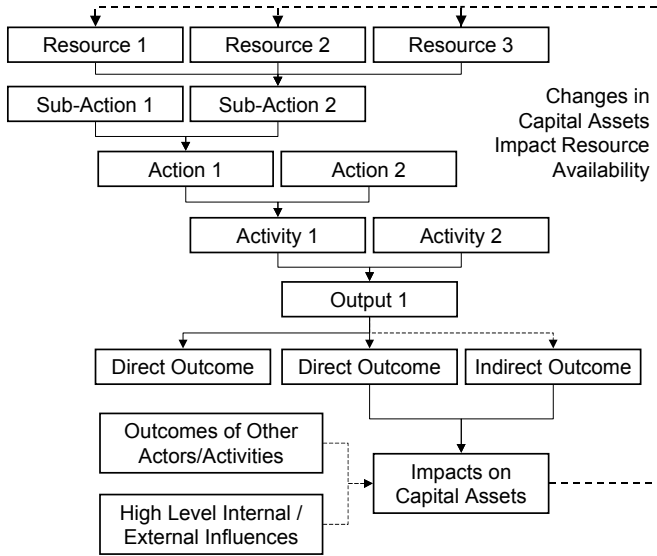 Resource 1
Resource 2
Resource 3
Sub-Action 1
Sub-Action 2
Changes in
Capital Assets
Impact Resource
Availability
Action 1
Action 2
Activity 1
Activity 2
Output 1
Direct Outcome
Direct Outcome
Indirect Outcome
Outcomes of Other
Actors/Activities
Impacts on
Capital Assets
High Level Internal /
External Influences